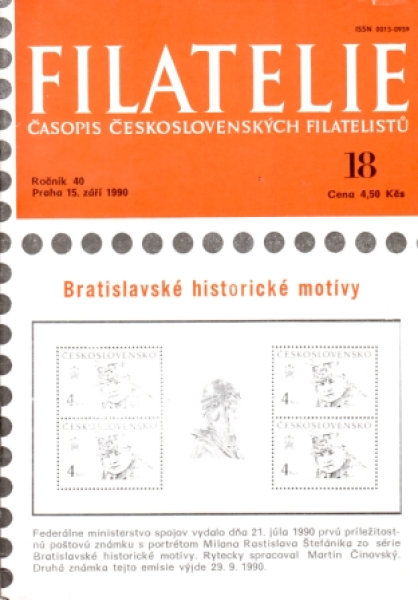 ISSN 0015-0959
FILATELIE
ČASOPIS ČESKOSLOVENSKÝCH FILATELISTŮ
18
Ročník 40
Praha 15. září 1990
Cena 4,50 Kčs
Bratislavské historické motívy
ČESKOSLOVENSKO
4
ČESKOSLOVENSKO
4
ČESKOSLOVENSKO
4
ČESKOSLOVENSKO
4
Federálne ministerstvo spojov vydalo dňa 21. júla 1990 prvú príležitost-
nú poštovú známku s portrétom Milana Rastislava Štefánika zo série
Bratislavské historické motívy. Rytecky spracoval Martin Činovský.
Druhá známka tejto emisie výjde 29. 9. 1990.